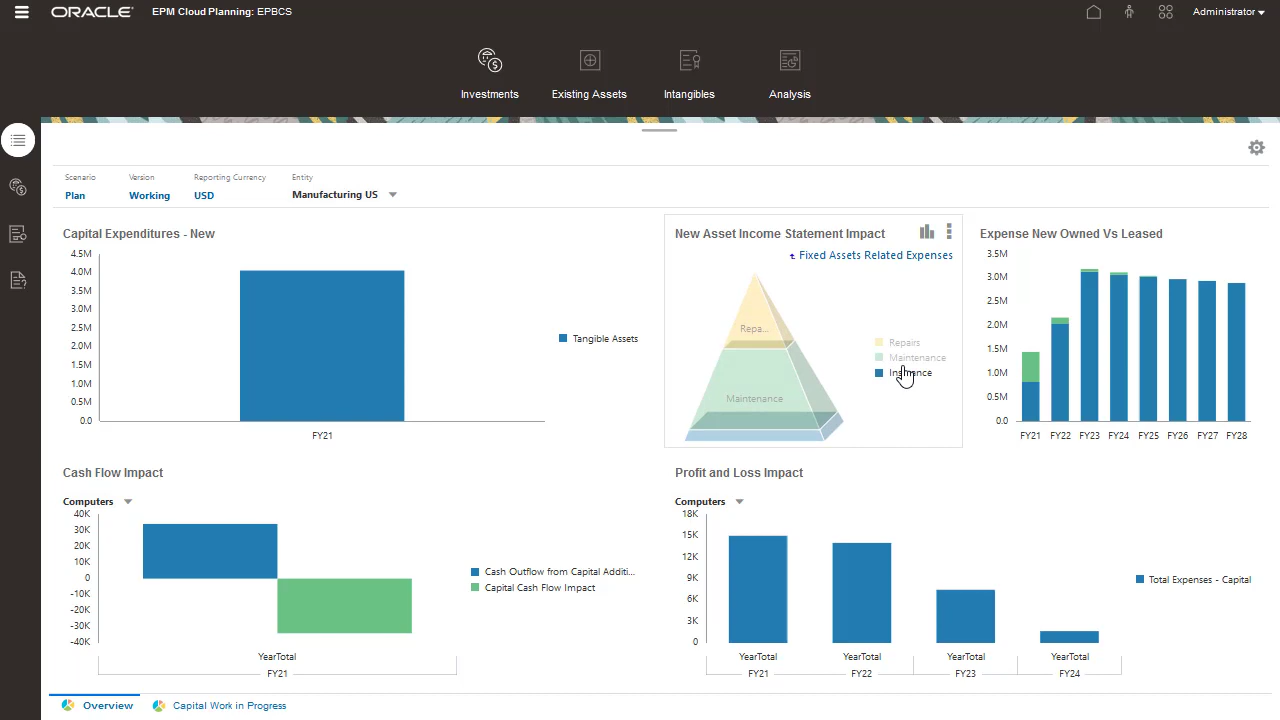 ORACLE EPM Cloud Planning: EPBCS Administrator
Investments Existing Assets Intangibles Analysis
Scenario Version Reporting Currency Entity
Plan Working USD Manufacturing US
Capital Expenditures - New
4.5M
4.0M
3.5M
3.0M
2.5M
2.0M
1.5M
1.0M
0.5M
0.0
FY21
Tangible Assets
New Asset Income Statement Impact
Fixed Assets Related Expenses
Repa...
Maintenance
Repairs
Maintenance
Insurance
Expense New Owned Vs Leased
3.5M
3.0M
2.5M
2.0M
1.5M
1.0M
0.5M
0.0
FY21 FY22 FY23 FY24 FY25 FY26 FY27 FY28
Cash Flow Impact
Computers
40K
30K
20K
10K
0
-10K
-20K
-30K
-40K
YearTotal
FY21
Cash Outflow from Capital Additi...
Capital Cash Flow Impact
Profit and Loss Impact
Computers
18K
15K
12K
9K
6K
3K
0
YearTotal YearTotal YearTotal YearTotal
FY21 FY22 FY23 FY24
Total Expenses - Capital
Overview Capital Work in Progress